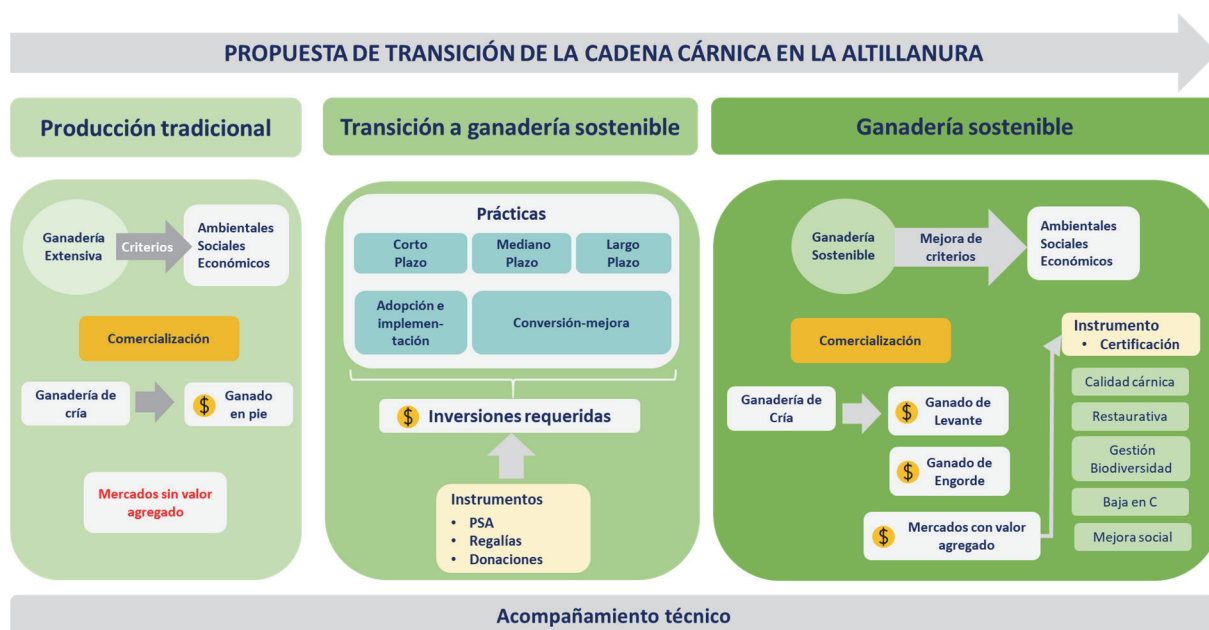 PROPUESTA DE TRANSICIÓN DE LA CADENA CÁRNICA EN LA ALTILLANURA
Producción tradicional
Ganadería
Extensiva
Criterios
Ambientales
Sociales
Económicos
Comercialización
Ganadería de
cría
$ Ganado
en pie
Mercados sin valor
agregado
Transición a ganadería sostenible
Prácticas
Corto
Plazo
Mediano
Plazo
Largo
Plazo
Adopción e
implemen-
tación
Conversión-mejora
$ Inversiones requeridas
Instrumentos
• PSA
• Regalías
• Donaciones
Ganadería sostenible
Ganadería
Sostenible
Mejora de
criterios
Ambientales
Sociales
Económicos
Comercialización
Ganadería de
Cría
$ Ganado de
Levante
$ Ganado de
Engorde
$ Mercados con valor
agregado
Instrumento
• Certificación
Calidad cárnica
Restaurativa
Gestión
Biodiversidad
Baja en C
Mejora social
Acompañamiento técnico